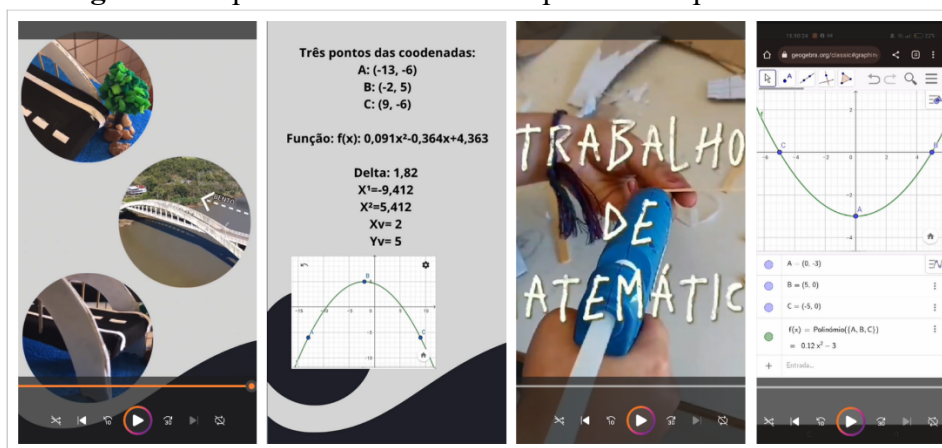 BENTO
Três pontos das coodenadas:
A: (-13, -6)
B: (-2, 5)
C: (9, -6)
Função: f(x): 0,091x²-0,364x+4,363
Delta: 1,82
X¹=-9,412
X²=5,412
Xv= 2
Yv= 5
TRABALHO
DE
ATEMÁTIC
geogebra.org/classic#graphing
A = (0, -3)
B = (5, 0)
C = (-5, 0)
f(x) = Polinómio({A, B, C})
= 0.12 x² − 3
Entrada...